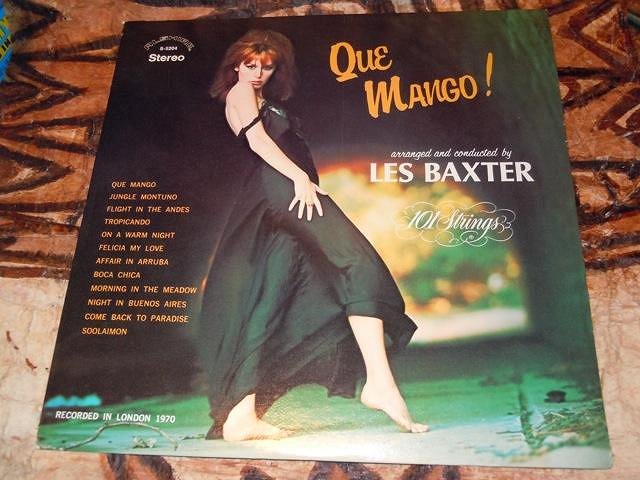 ALSHIRE
S-5204
Stereo
QUE
MANGO!
arranged and conducted by
LES BAXTER
101 Strings
QUE MANGO
JUNGLE MONTUNO
FLIGHT IN THE ANDES
TROPICANDO
ON A WARM NIGHT
FELICIA MY LOVE
AFFAIR IN ARRUBA
BOCA CHICA
MORNING IN THE MEADOW
NIGHT IN BUENOS AIRES
COME BACK TO PARADISE
SOOLAIMON
RECORDED IN LONDON 1970